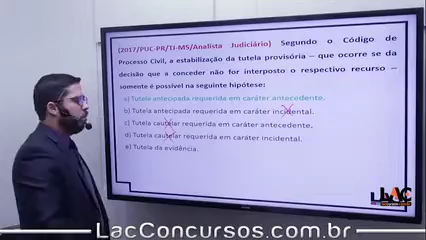 (2017/PUC-PR/TJ-MS/Analista Judiciário) Segundo o Código de
Processo Civil, a estabilização da tutela provisória – que ocorre se da
decisão que a conceder não for interposto o respectivo recurso –
somente é possível na seguinte hipótese:
a) Tutela antecipada requerida em caráter antecedente.
b) Tutela antecipada requerida em caráter incidental.
c) Tutela cautelar requerida em caráter antecedente.
d) Tutela cautelar requerida em caráter incidental.
e) Tutela da evidência.
LAC
LacConcursos.com.br